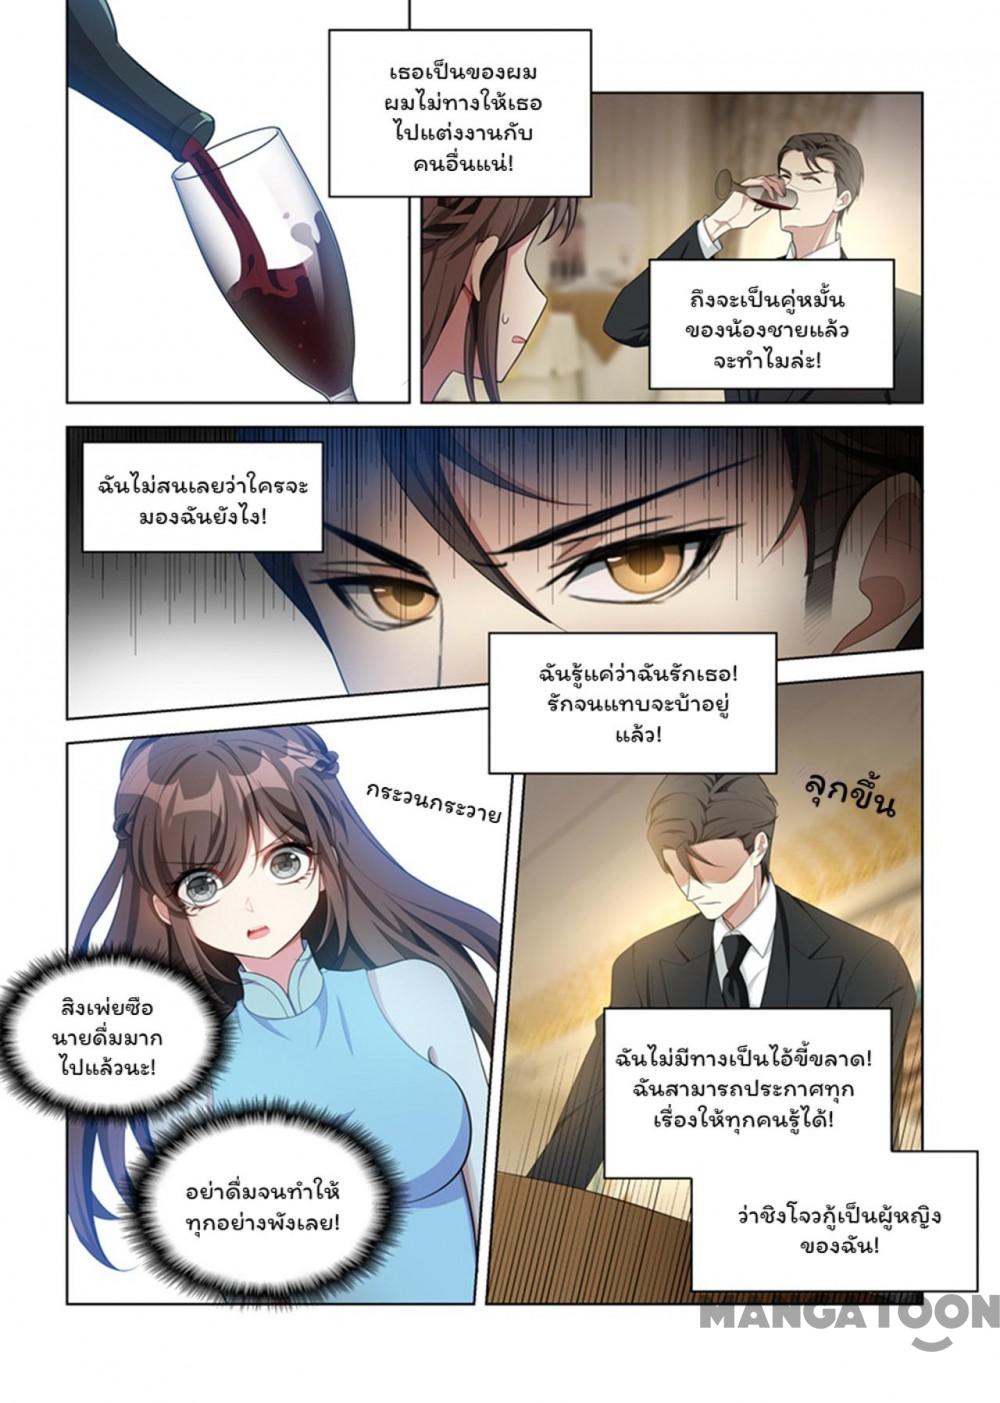 เธอเป็นของผม
ผมไม่ทางให้เธอ
ไปแต่งงานกับ
คนอื่นแน่!
ถึงจะเป็นคู่หมั้น
ของน้องชายแล้ว
จะทำไมล่ะ!
ฉันไม่สนเลยว่าใครจะ
มองฉันยังไง!
ฉันรู้แค่ว่าฉันรักเธอ!
รักจนแทบจะบ้าอยู่
แล้ว!
กระวนกระวาย
ลุกขึ้น
สิงเฟ่ยซือ
นายดื่มมาก
ไปแล้วนะ!
อย่าดื่มจนทำให้
ทุกอย่างพังเลย!
ฉันไม่มีทางเป็นไอ้ขี้ขลาด!
ฉันสามารถประกาศทุก
เรื่องให้ทุกคนรู้ได้!
ว่าชิงโจวกู้เป็นผู้หญิง
ของฉัน!
MANGATOON